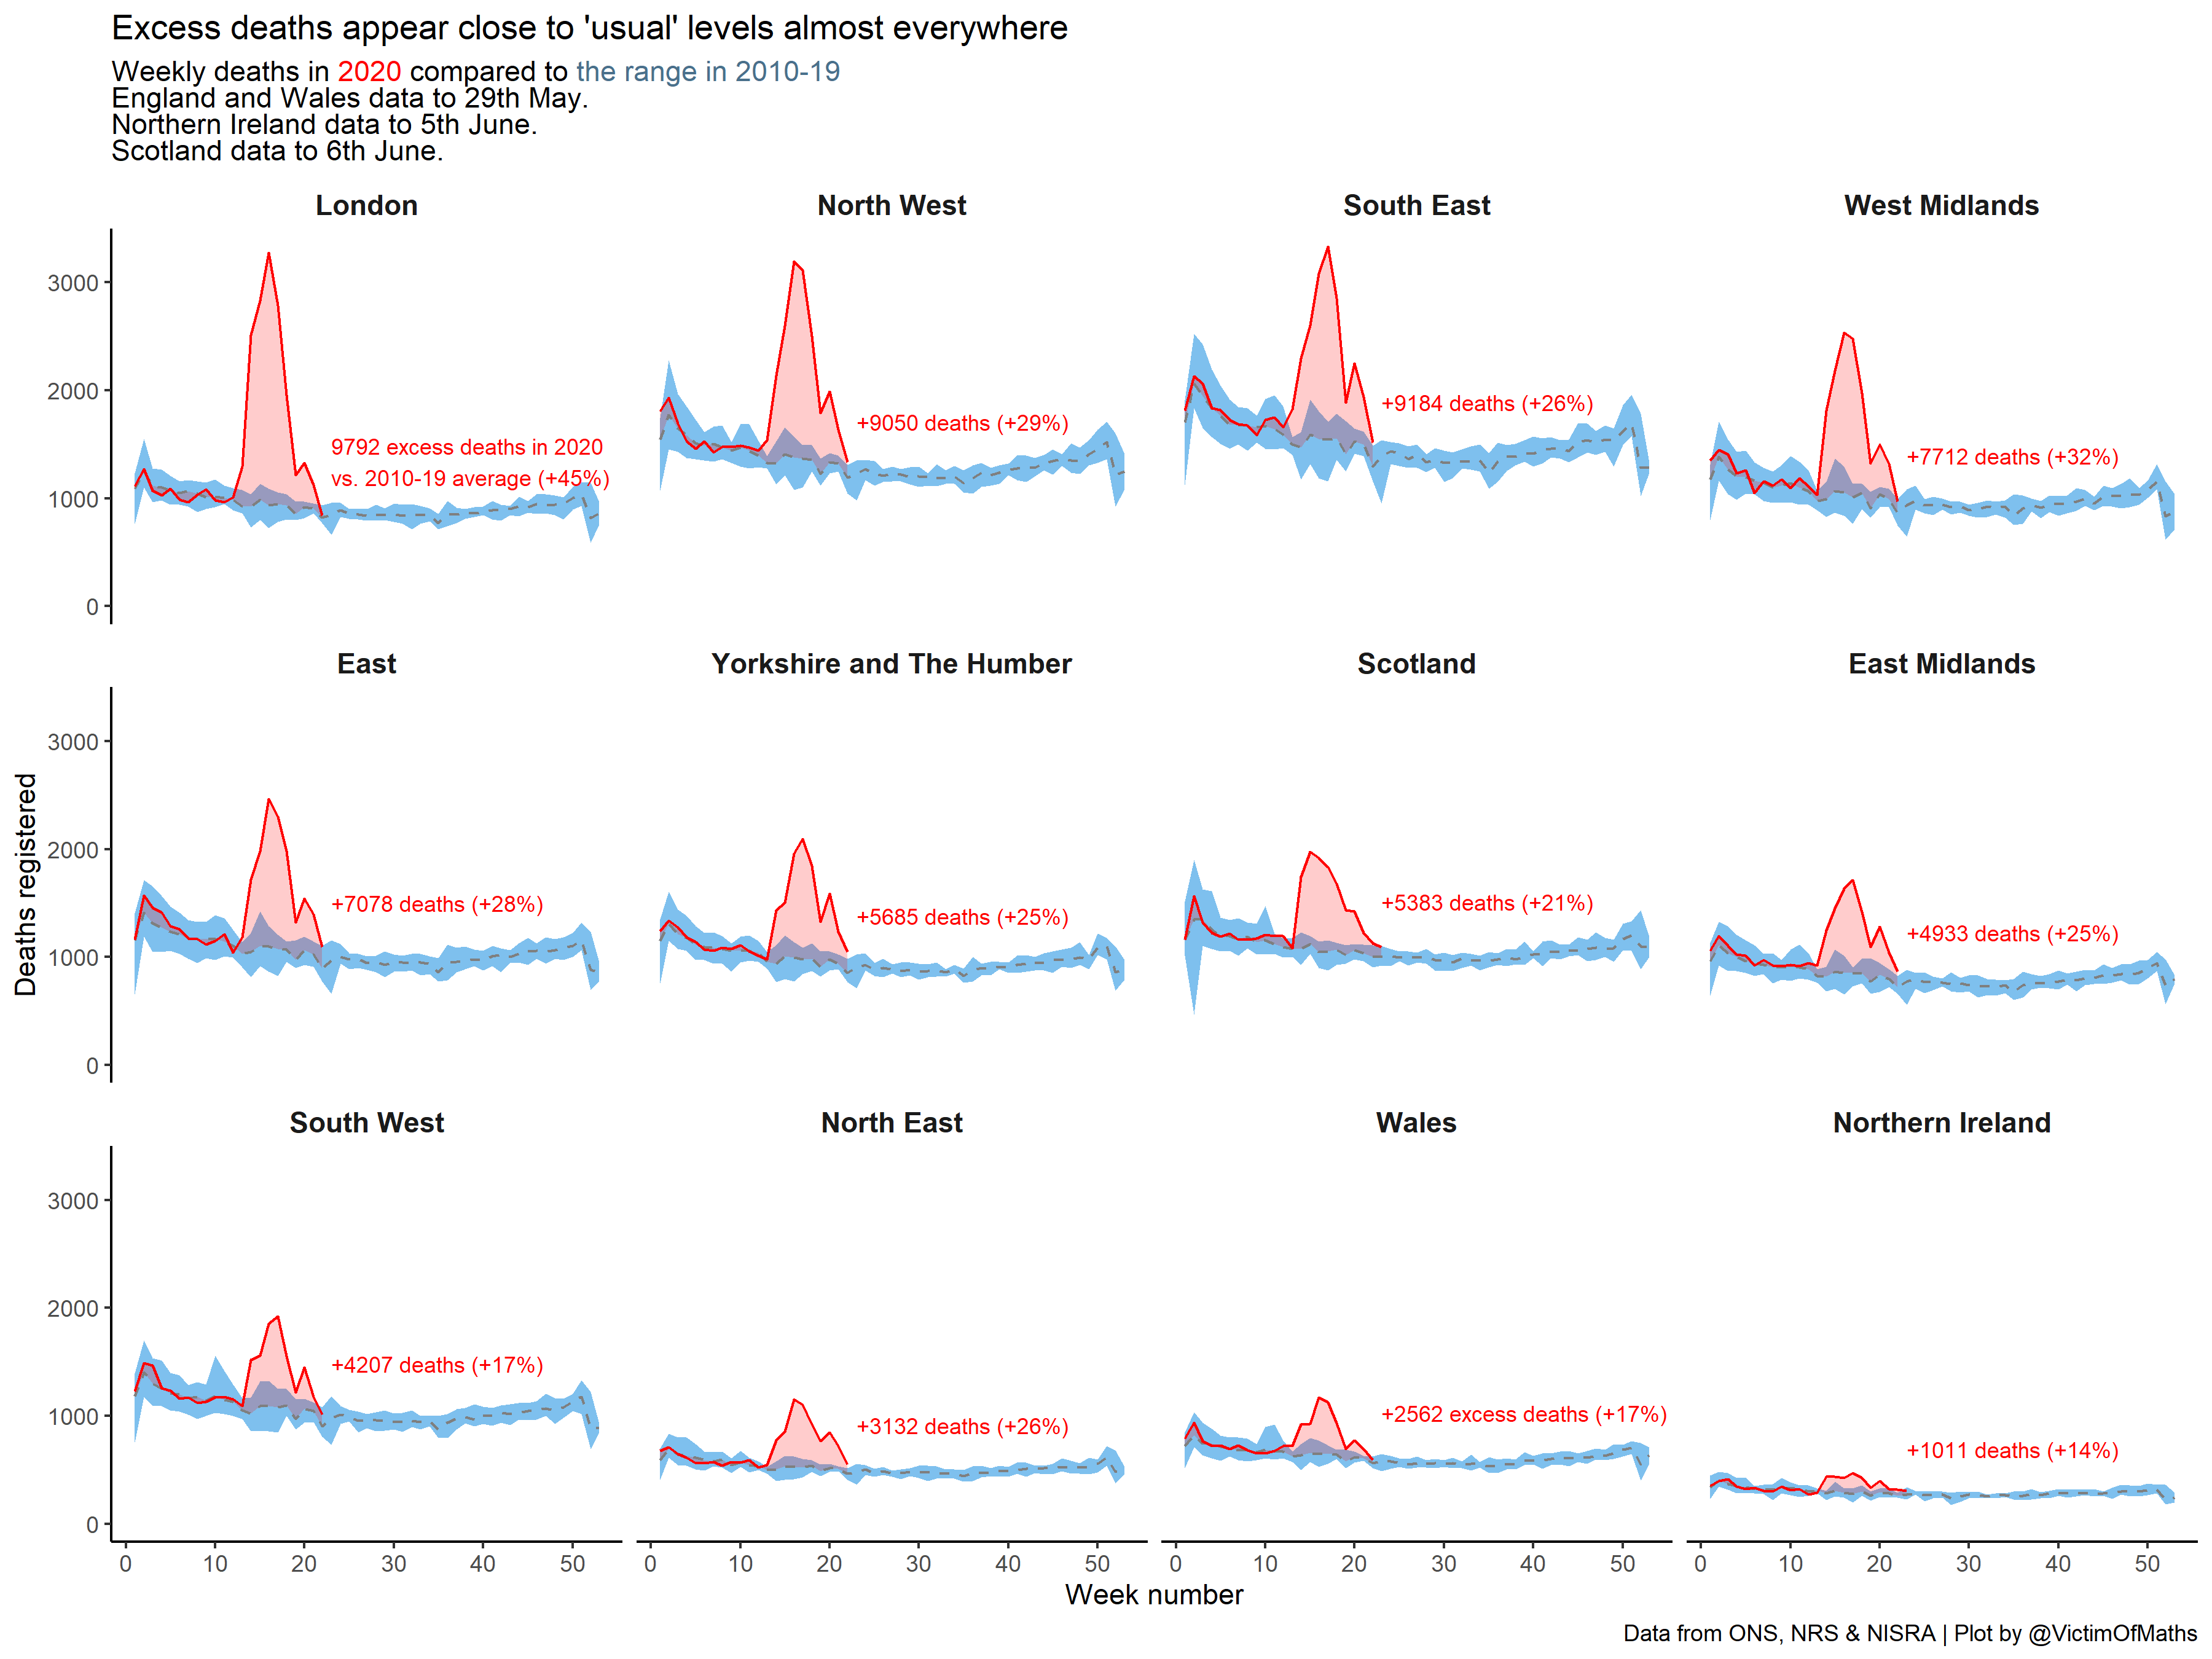 Excess deaths appear close to 'usual' levels almost everywhere
Weekly deaths in 2020 compared to the range in 2010-19
England and Wales data to 29th May.
Northern Ireland data to 5th June.
Scotland data to 6th June.
London
North West
South East
West Midlands
3000
2000
1000
0
9792 excess deaths in 2020
vs. 2010-19 average (+45%)
+9050 deaths (+29%)
+9184 deaths (+26%)
+7712 deaths (+32%)
East
Yorkshire and The Humber
Scotland
East Midlands
Deaths registered
3000
2000
1000
0
+7078 deaths (+28%)
+5685 deaths (+25%)
+5383 deaths (+21%)
+4933 deaths (+25%)
South West
North East
Wales
Northern Ireland
3000
2000
1000
0
+4207 deaths (+17%)
+3132 deaths (+26%)
+2562 excess deaths (+17%)
+1011 deaths (+14%)
0 10 20 30 40 50
0 10 20 30 40 50
0 10 20 30 40 50
0 10 20 30 40 50
Week number
Data from ONS, NRS & NISRA | Plot by @VictimOfMaths